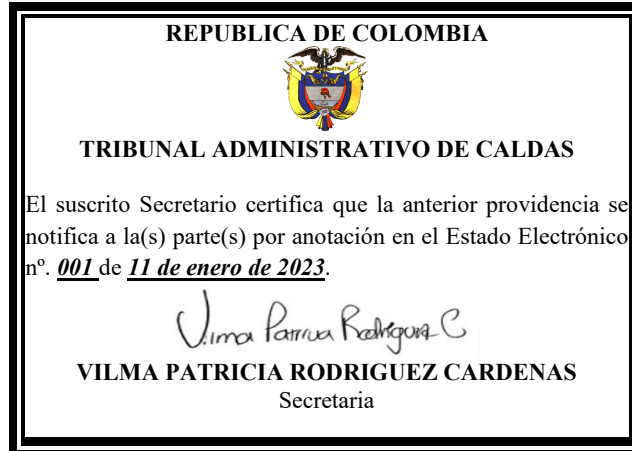 REPUBLICA DE COLOMBIA
TRIBUNAL ADMINISTRATIVO DE CALDAS
El suscrito Secretario certifica que la anterior providencia se
notifica a la(s) parte(s) por anotación en el Estado Electrónico
nº. 001 de 11 de enero de 2023.
Vilma Patricia Rodríguez C
VILMA PATRICIA RODRIGUEZ CARDENAS
Secretaria